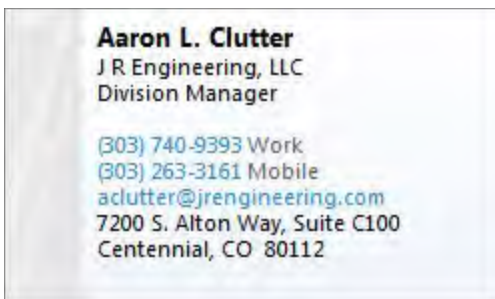 Aaron L. Clutter
J R Engineering, LLC
Division Manager
(303) 740-9393 Work
(303) 263-3161 Mobile
aclutter@jrengineering.com
7200 S. Alton Way, Suite C100
Centennial, CO 80112